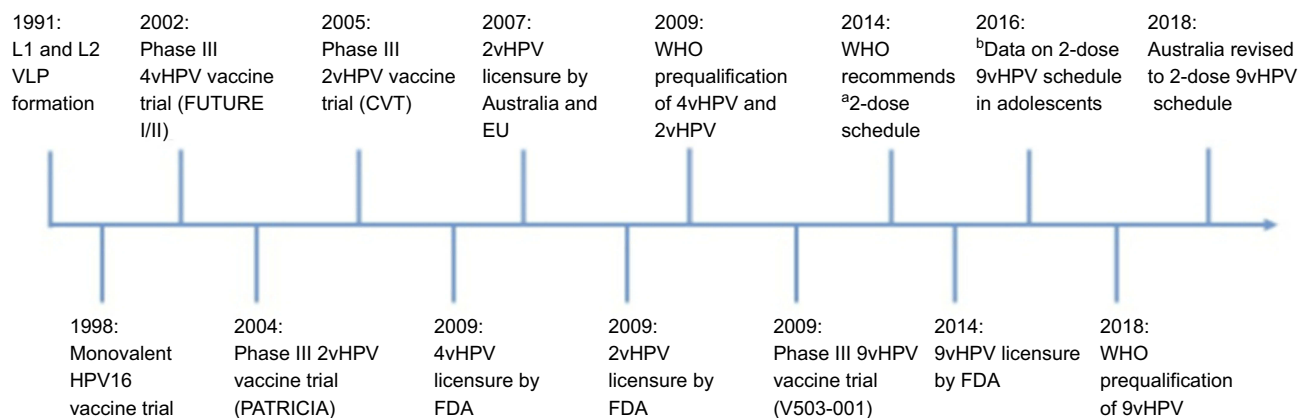 1991:
L1 and L2
VLP
formation
2002:
Phase III
4vHPV vaccine
trial (FUTURE
I/II)
2005:
Phase III
2vHPV vaccine
trial (CVT)
2007:
2vHPV
licensure by
Australia and
EU
2009:
WHO
prequalification
of 4vHPV and
2vHPV
2014:
WHO
recommends
a2-dose
schedule
2016:
bData on 2-dose
9vHPV schedule
in adolescents
2018:
Australia revised
to 2-dose 9vHPV
schedule
1998:
Monovalent
HPV16
vaccine trial
2004:
Phase III 2vHPV
vaccine trial
(PATRICIA)
2009:
4vHPV
licensure by
FDA
2009:
2vHPV
licensure by
FDA
2009:
Phase III 9vHPV
vaccine trial
(V503-001)
2014:
9vHPV licensure
by FDA
2018:
WHO
prequalification
of 9vHPV